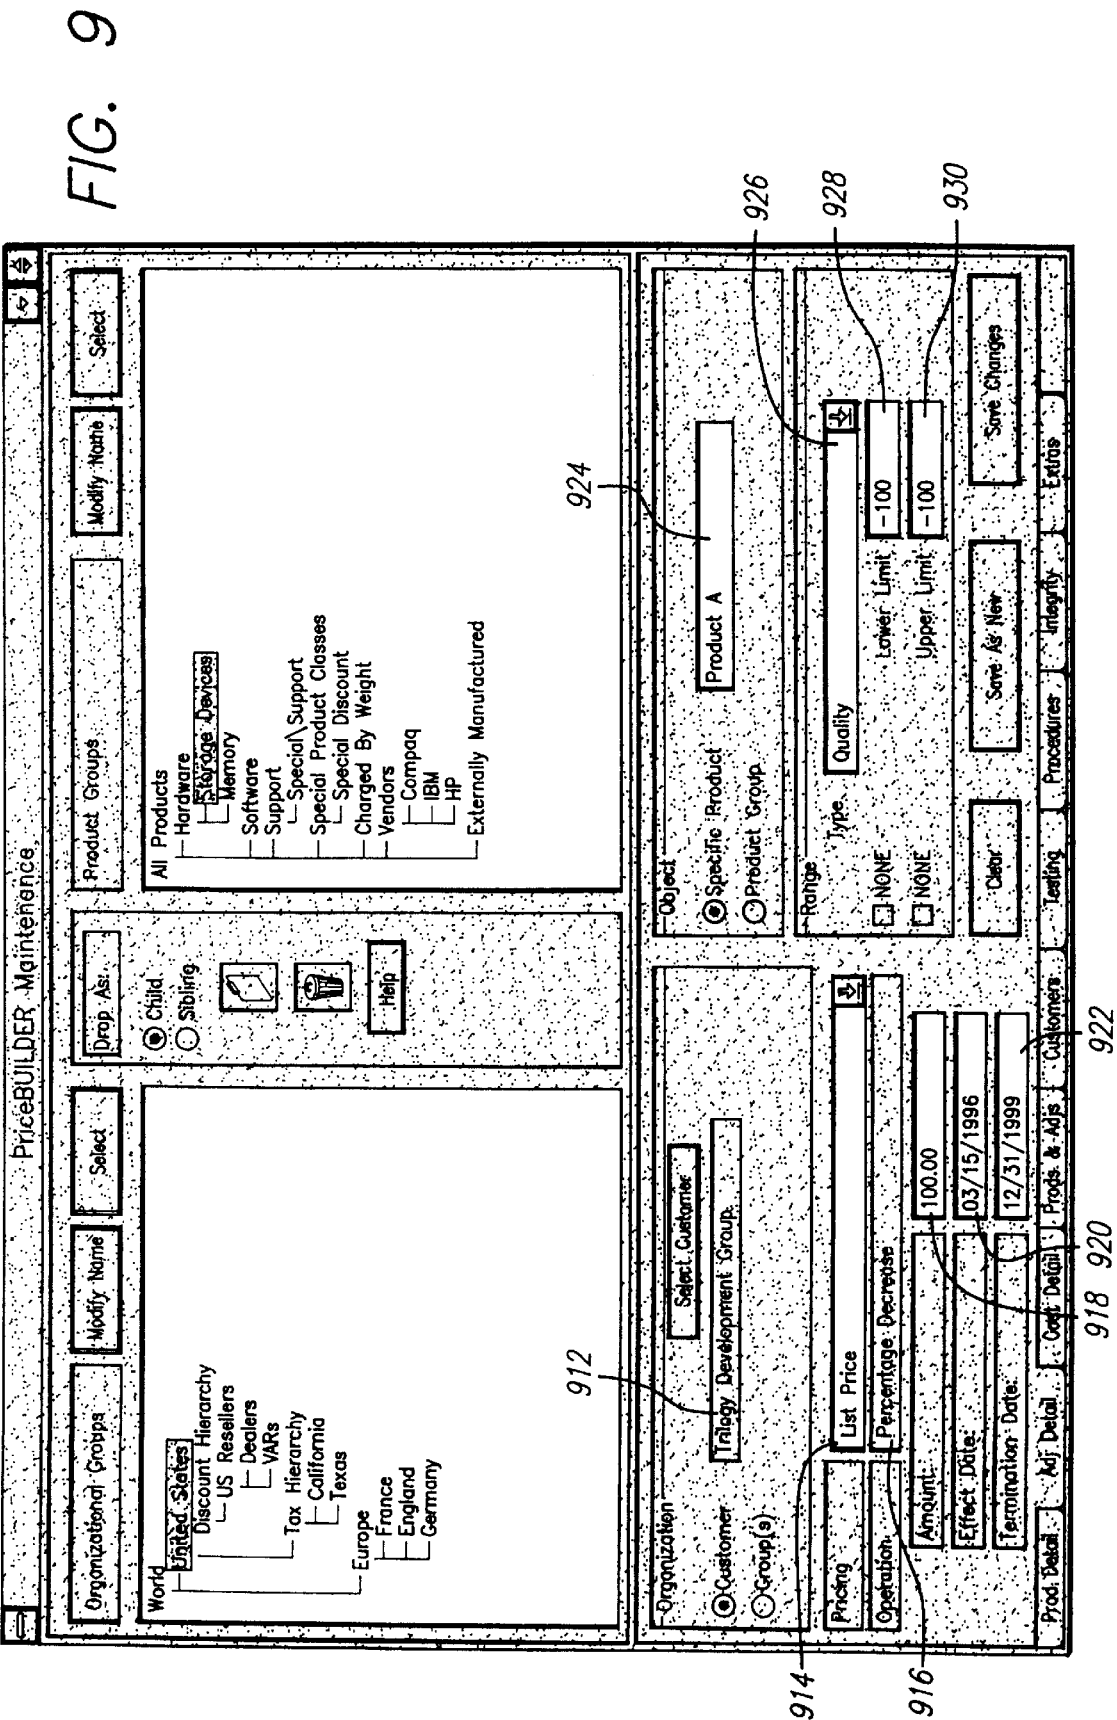 FIG. 9
PriceBUILDER Maintenance
Organizational Groups
Modify Name
Select
World
United States
Discount Hierarchy
US Resellers
Dealers
VARs
Tax Hierarchy
California
Texas
Europe
France
England
Germany
Drop As:
Child
Sibling
Help
Product Groups
Modify Name
Select
All Products
Hardware
Storage Devices
Memory
Software
Support
Special\Support
Special Product Classes
Special Discount
Charged By Weight
Vendors
Compaq
IBM
HP
Externally Manufactured
912
924
926
928
930
Organization
Customer
Group(s)
Select Customer
Trilogy Development Group
Pricing
List Price
Operation
Percentage Decrease
Amount:
100.00
Effect Date:
03/15/1996
Termination Date:
12/31/1999
Object
Specific Product
Product Group
Product A
Range
Type
Quality
NONE
Lower Limit
-100
NONE
Upper Limit
-100
Clear
Save As New
Save Changes
Prod Detail
Adj Detail
Cost Detail
Prods & Adjs
Customers
Testing
Procedures
Integrity
Extras
914
916
918
920
922